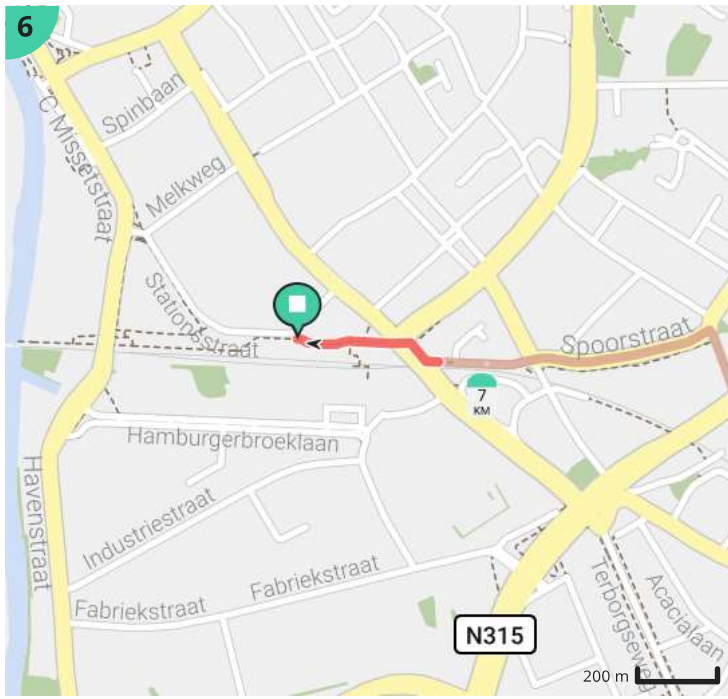 6
Spinbaan
C Missetstraat
Melkweg
Stationsstraat
Spoorstraat
7
KM
Hamburgerbroeklaan
Havenstraat
Industriestraat
Fabriekstraat
Fabriekstraat
Terborgseweg
Acacialaan
N315
200 m